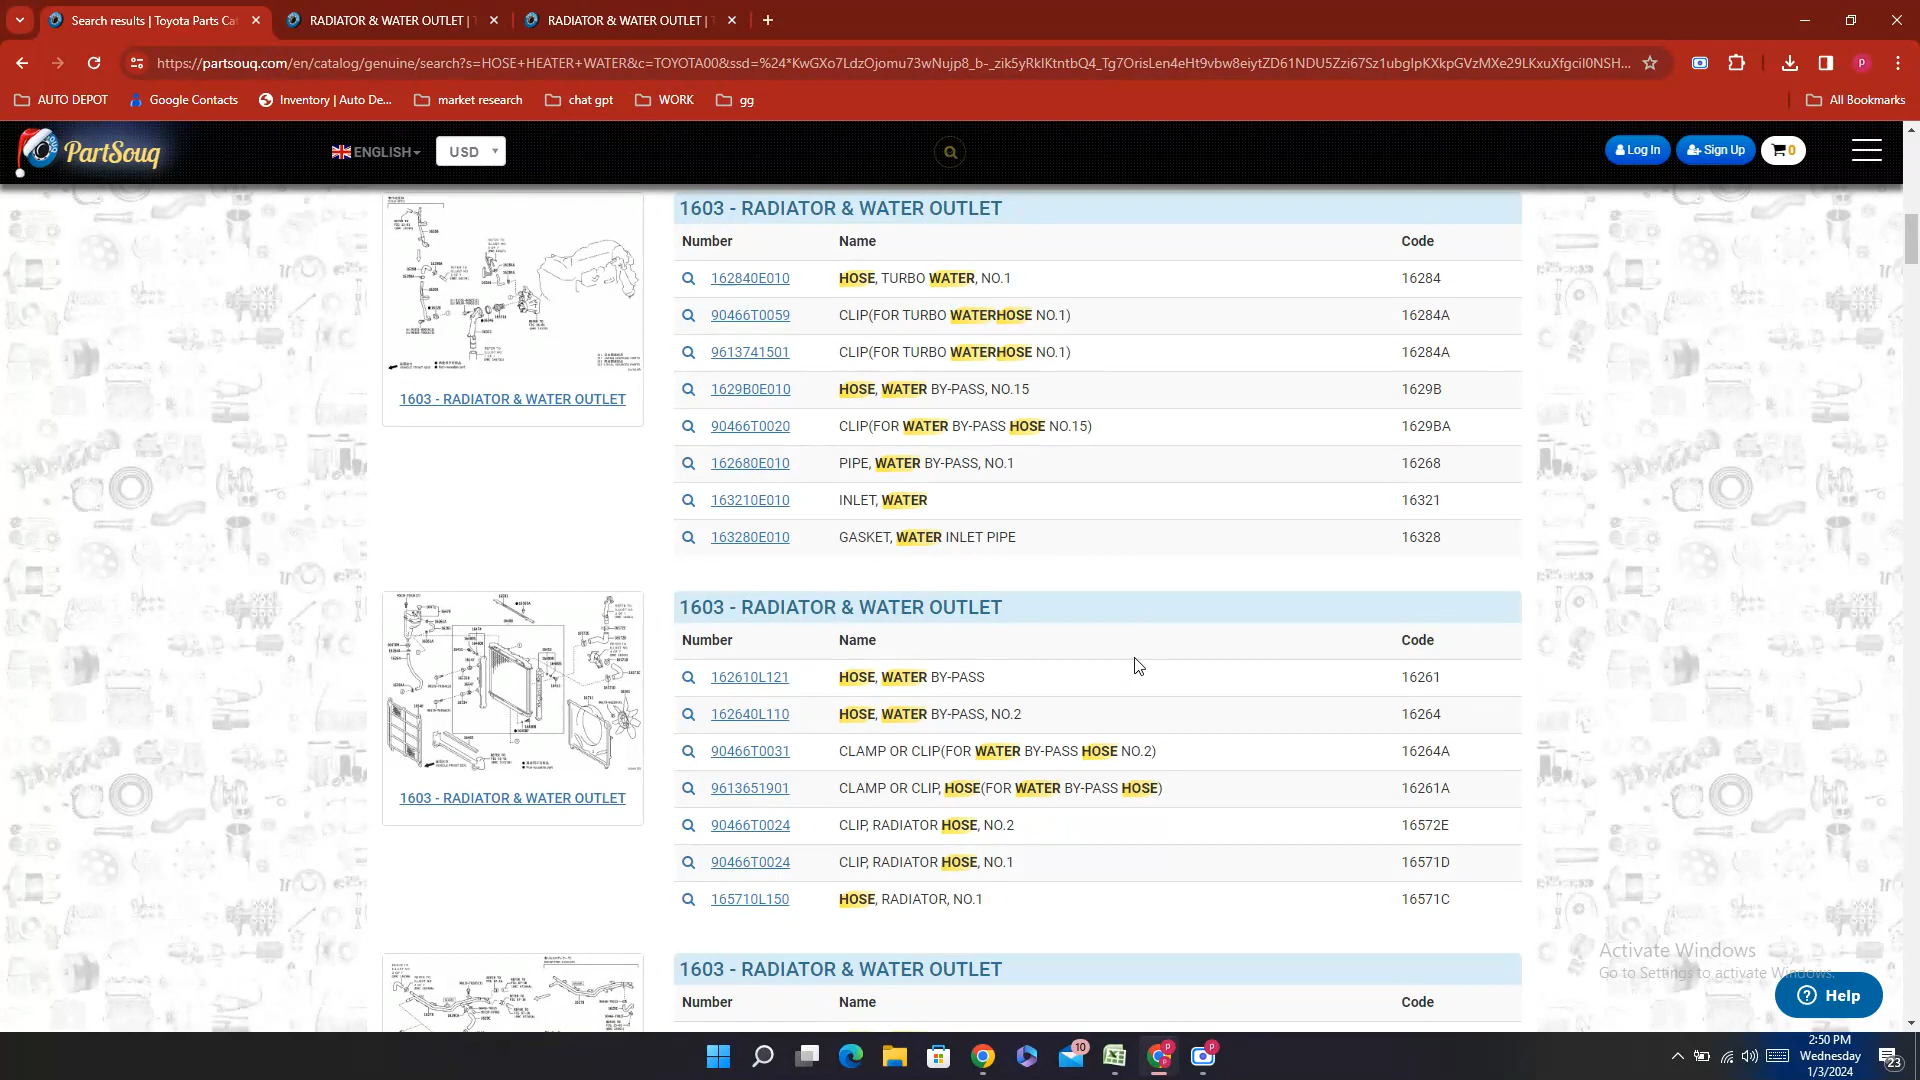 Search results | Toyota Parts Ca
RADIATOR & WATER OUTLET |
RADIATOR & WATER OUTLET |
https://partsouq.com/en/catalog/genuine/search?s=HOSE+HEATER+WATER&c=TOYOTA00&ssd=%24*KwGXo7LdzOjomu73wNujp8_b-_zik5yRklKtntbQ4_Tg7OrisLen4eHt9vbw8eiytZD61NDU5Zzi67Sz1ubgIpKXkpGVzMXe29LKxuXfgciI0NSH...
AUTO DEPOT
Google Contacts
Inventory | Auto De...
market research
chat gpt
WORK
gg
All Bookmarks
PartSouq
ENGLISH
USD
Log In
Sign Up
0
1603 - RADIATOR & WATER OUTLET
1603 - RADIATOR & WATER OUTLET
Number Name Code
162840E010 HOSE, TURBO WATER, NO.1 16284
90466T0059 CLIP(FOR TURBO WATERHOSE NO.1) 16284A
9613741501 CLIP(FOR TURBO WATERHOSE NO.1) 16284A
1629B0E010 HOSE, WATER BY-PASS, NO.15 1629B
90466T0020 CLIP(FOR WATER BY-PASS HOSE NO.15) 1629BA
162680E010 PIPE, WATER BY-PASS, NO.1 16268
163210E010 INLET, WATER 16321
163280E010 GASKET, WATER INLET PIPE 16328
1603 - RADIATOR & WATER OUTLET
1603 - RADIATOR & WATER OUTLET
Number Name Code
162610L121 HOSE, WATER BY-PASS 16261
162640L110 HOSE, WATER BY-PASS, NO.2 16264
90466T0031 CLAMP OR CLIP(FOR WATER BY-PASS HOSE NO.2) 16264A
9613651901 CLAMP OR CLIP, HOSE(FOR WATER BY-PASS HOSE) 16261A
90466T0024 CLIP, RADIATOR HOSE, NO.2 16572E
90466T0024 CLIP, RADIATOR HOSE, NO.1 16571D
165710L150 HOSE, RADIATOR, NO.1 16571C
1603 - RADIATOR & WATER OUTLET
Number Name Code
Activate Windows
Go to Settings to activate Windows.
Help
10
2:50 PM
Wednesday
1/3/2024
23